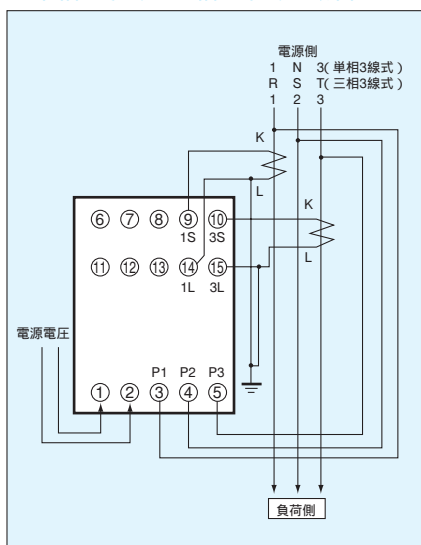 電源側
1 N 3(単相3線式)
R S T(三相3線式)
1 2 3
K
L
K
L
⑥ ⑦ ⑧ ⑨ ⑩
1S 3S
⑪ ⑫ ⑬ ⑭ ⑮
1L 3L
電源電圧
P1 P2 P3
① ② ③ ④ ⑤
負荷側